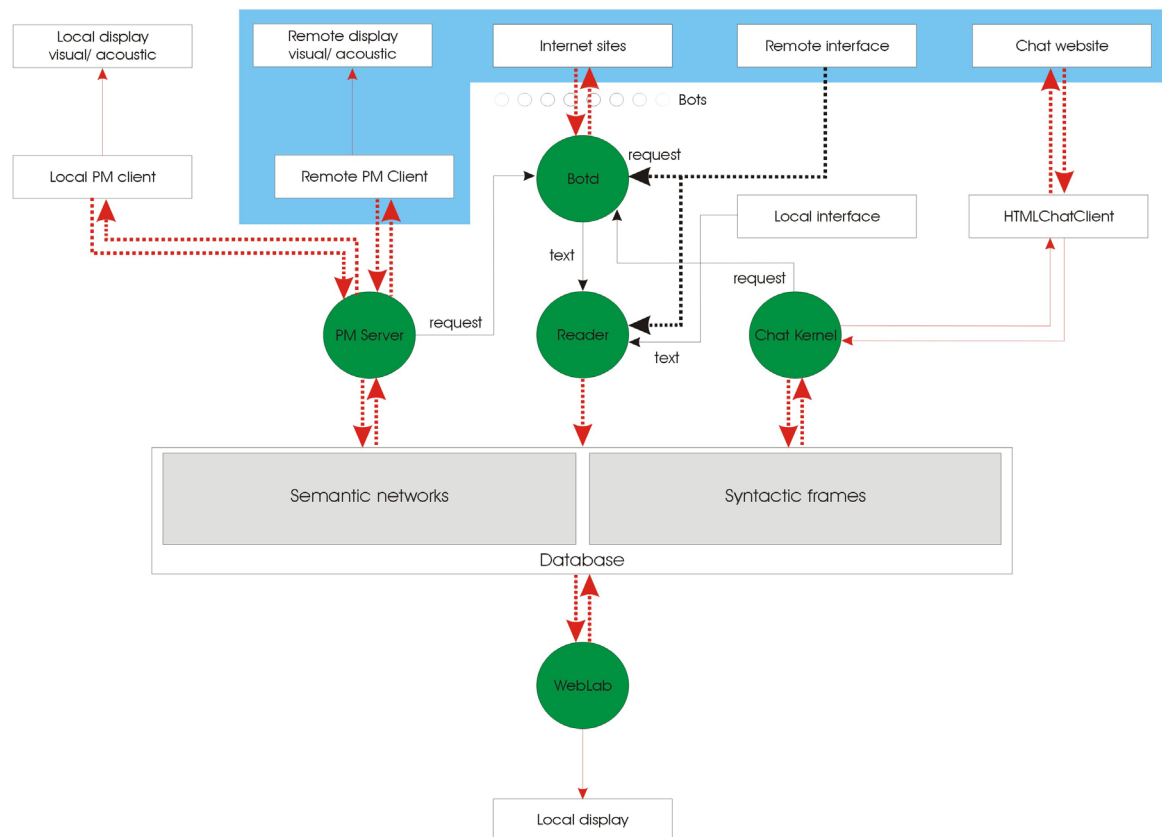 Local display
visual/ acoustic
Remote display
visual/ acoustic
Internet sites
Remote interface
Chat website
Bots
Local PM client
Remote PM Client
Botd
request
Local interface
HTMLChatClient
text
request
PM Server
request
Reader
text
Chat Kernel
Semantic networks
Syntactic frames
Database
WebLab
Local display